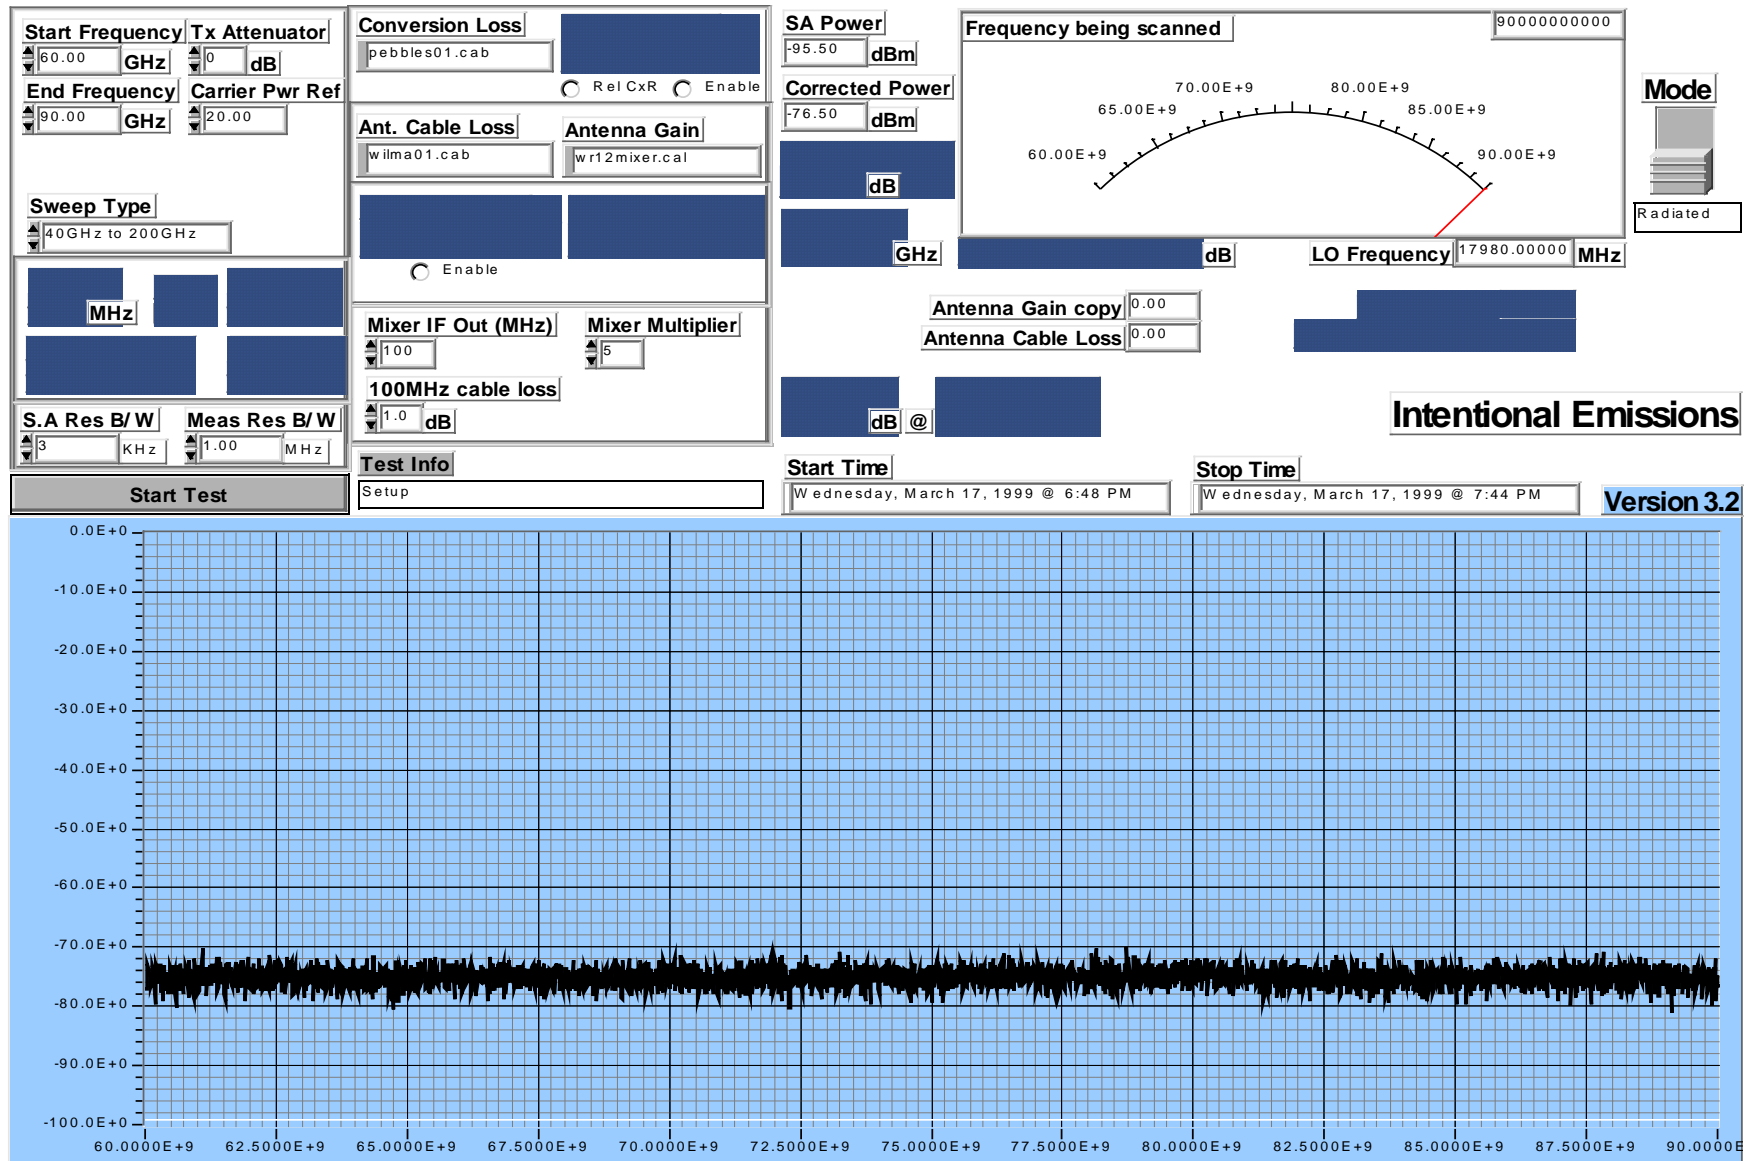 Start Frequency
60.00 GHz
Tx Attenuator
0 dB
End Frequency
90.00 GHz
Carrier Pwr Ref
20.00
Sweep Type
40GHz to 200GHz
MHz
S.A Res B/W
3 KHz
Meas Res B/W
1.00 MHz
Start Test
Conversion Loss
pebbles01.cab
Rel CxR
Enable
Ant. Cable Loss
wilma01.cab
Antenna Gain
wr12mixer.cal
Enable
Mixer IF Out (MHz)
100
Mixer Multiplier
5
100MHz cable loss
1.0 dB
Test Info
Setup
SA Power
-95.50 dBm
Corrected Power
-76.50 dBm
dB
GHz
dB
Frequency being scanned
90000000000
60.00E+9
65.00E+9
70.00E+9
80.00E+9
85.00E+9
90.00E+9
Mode
Radiated
LO Frequency 17980.00000 MHz
Antenna Gain copy 0.00
Antenna Cable Loss 0.00
dB @
Intentional Emissions
Start Time
Wednesday, March 17, 1999 @ 6:48 PM
Stop Time
Wednesday, March 17, 1999 @ 7:44 PM
Version 3.2
0.0E+0
-10.0E+0
-20.0E+0
-30.0E+0
-40.0E+0
-50.0E+0
-60.0E+0
-70.0E+0
-80.0E+0
-90.0E+0
-100.0E+0
60.0000E+9 62.5000E+9 65.0000E+9 67.5000E+9 70.0000E+9 72.5000E+9 75.0000E+9 77.5000E+9 80.0000E+9 82.5000E+9 85.0000E+9 87.5000E+9 90.0000E